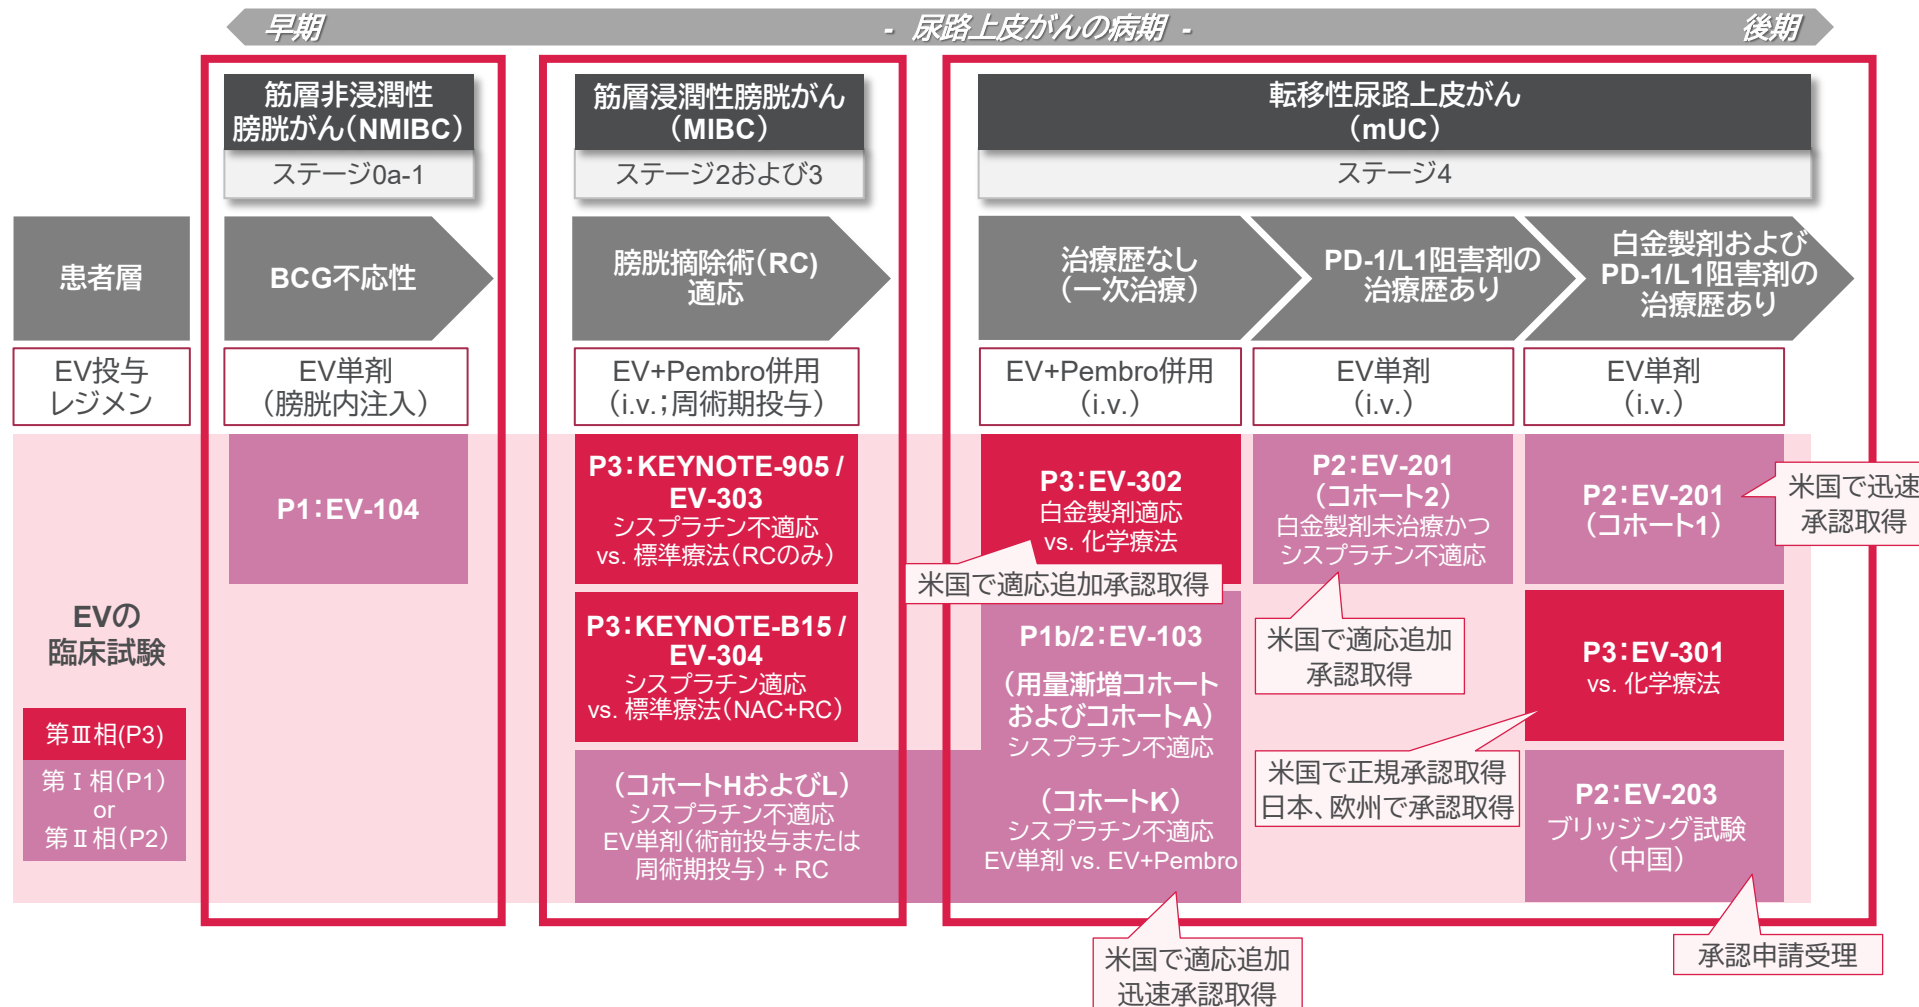 早期
- 尿路上皮がんの病期 -
後期
筋層非浸潤性
膀胱がん(NMIBC)
ステージ0a-1
筋層浸潤性膀胱がん
(MIBC)
ステージ2および3
転移性尿路上皮がん
(mUC)
ステージ4
患者層
BCG不応性
膀胱摘除術(RC)
適応
治療歴なし
(一次治療)
PD-1/L1阻害剤の
治療歴あり
白金製剤および
PD-1/L1阻害剤の
治療歴あり
EV投与
レジメン
EV単剤
(膀胱内注入)
EV+Pembro併用
(i.v.;周術期投与)
EV+Pembro併用
(i.v.)
EV単剤
(i.v.)
EV単剤
(i.v.)
EVの
臨床試験
第Ⅲ相(P3)
第Ⅰ相(P1)
or
第Ⅱ相(P2)
P1:EV-104
P3:KEYNOTE-905 /
EV-303
シスプラチン不適応
vs. 標準療法(RCのみ)
P3:KEYNOTE-B15 /
EV-304
シスプラチン適応
vs. 標準療法(NAC+RC)
(コホートHおよびL)
シスプラチン不適応
EV単剤(術前投与または
周術期投与) + RC
P3:EV-302
白金製剤適応
vs. 化学療法
米国で適応追加承認取得
P1b/2:EV-103
(用量漸増コホート
およびコホートA)
シスプラチン不適応
(コホートK)
シスプラチン不適応
EV単剤 vs. EV+Pembro
米国で適応追加
迅速承認取得
P2:EV-201
(コホート2)
白金製剤未治療かつ
シスプラチン不適応
米国で適応追加
承認取得
P2:EV-201
(コホート1)
米国で迅速
承認取得
P3:EV-301
vs. 化学療法
米国で正規承認取得
日本、欧州で承認取得
P2:EV-203
ブリッジング試験
(中国)
承認申請受理